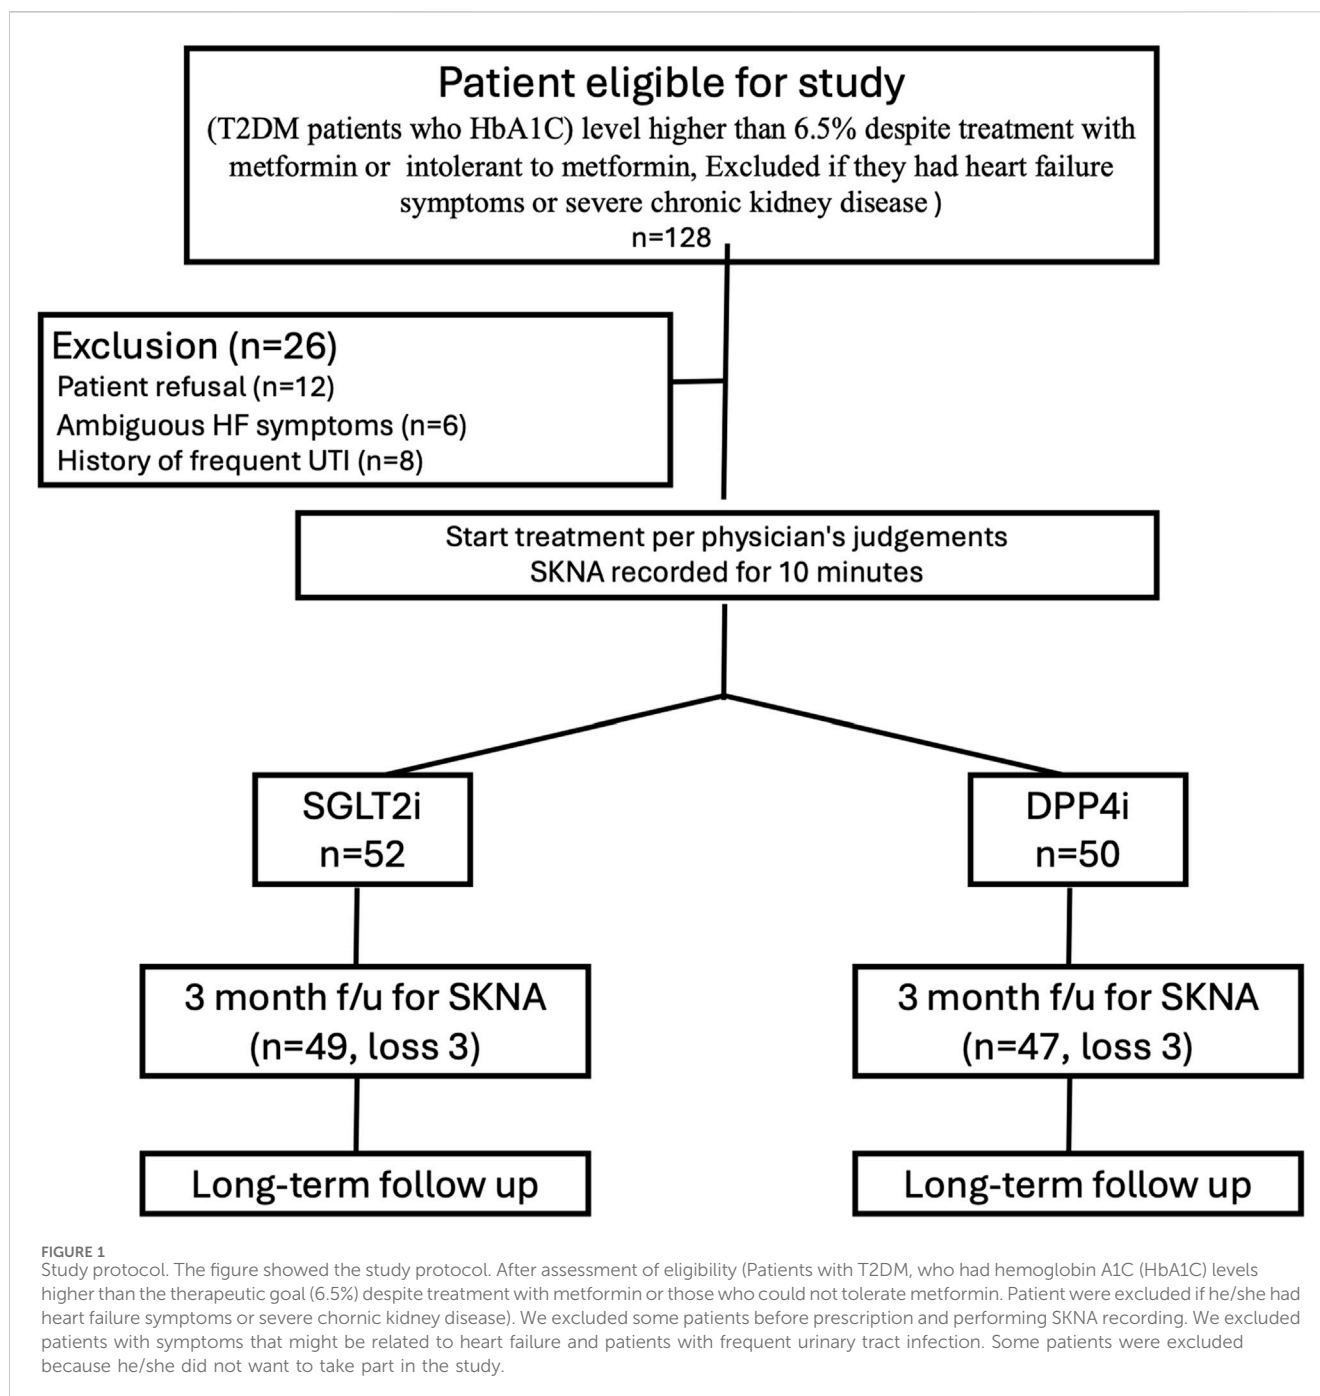 Patient eligible for study
(T2DM patients who HbA1C) level higher than 6.5% despite treatment with
metformin or intolerant to metformin, Excluded if they had heart failure
symptoms or severe chronic kidney disease )
n=128
Exclusion (n=26)
Patient refusal (n=12)
Ambiguous HF symptoms (n=6)
History of frequent UTI (n=8)
Start treatment per physician's judgements
SKNA recorded for 10 minutes
SGLT2i
n=52
DPP4i
n=50
3 month f/u for SKNA
(n=49, loss 3)
3 month f/u for SKNA
(n=47, loss 3)
Long-term follow up
Long-term follow up
FIGURE 1
Study protocol. The figure showed the study protocol. After assessment of eligibility (Patients with T2DM, who had hemoglobin A1C (HbA1C) levels
higher than the therapeutic goal (6.5%) despite treatment with metformin or those who could not tolerate metformin. Patient were excluded if he/she had
heart failure symptoms or severe chornic kidney disease). We excluded some patients before prescription and performing SKNA recording. We excluded
patients with symptoms that might be related to heart failure and patients with frequent urinary tract infection. Some patients were excluded
because he/she did not want to take part in the study.